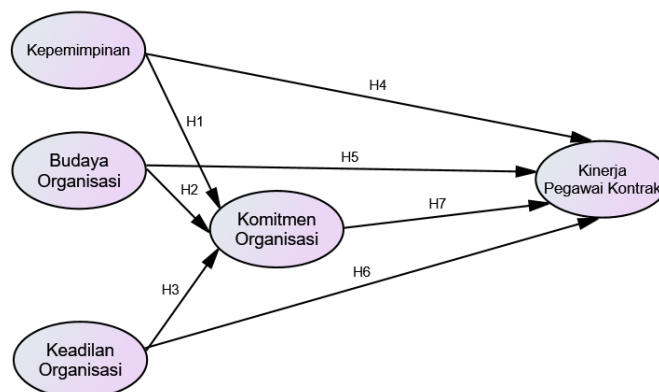 Kepemimpinan
H4
H1
Budaya
Organisasi
H5
H2
Kinerja
Pegawai Kontrak
Komitmen
Organisasi
H7
H3
H6
Keadilan
Organisasi